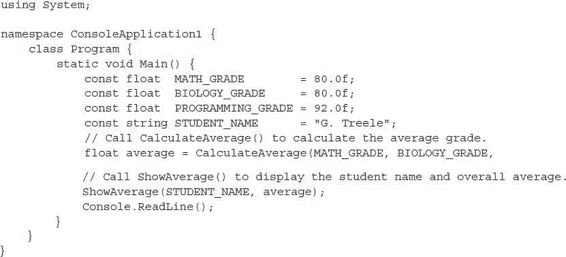 using System;
namespace ConsoleApplication1 {
class Program {
static void Main() {
const float MATH_GRADE = 80.0f;
const float BIOLOGY_GRADE = 80.0f;
const float PROGRAMMING_GRADE = 92.0f;
const string STUDENT_NAME = "G. Treele";
// Call CalculateAverage() to calculate the average grade.
float average = CalculateAverage(MATH_GRADE, BIOLOGY_GRADE,
// Call ShowAverage() to display the student name and overall average.
ShowAverage(STUDENT_NAME, average);
Console.ReadLine();
}
}
}